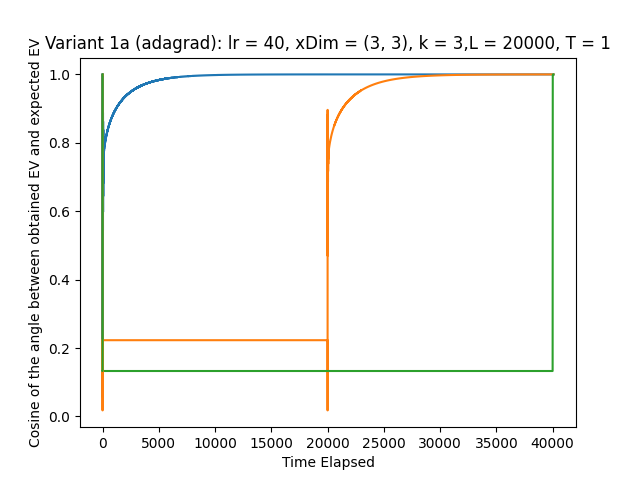 Variant 1a (adagrad): lr = 40, xDim = (3, 3), k = 3,L = 20000, T = 1
Cosine of the angle between obtained EV and expected EV
1.0
0.8
0.6
0.4
0.2
0.0
0 5000 10000 15000 20000 25000 30000 35000 40000
Time Elapsed